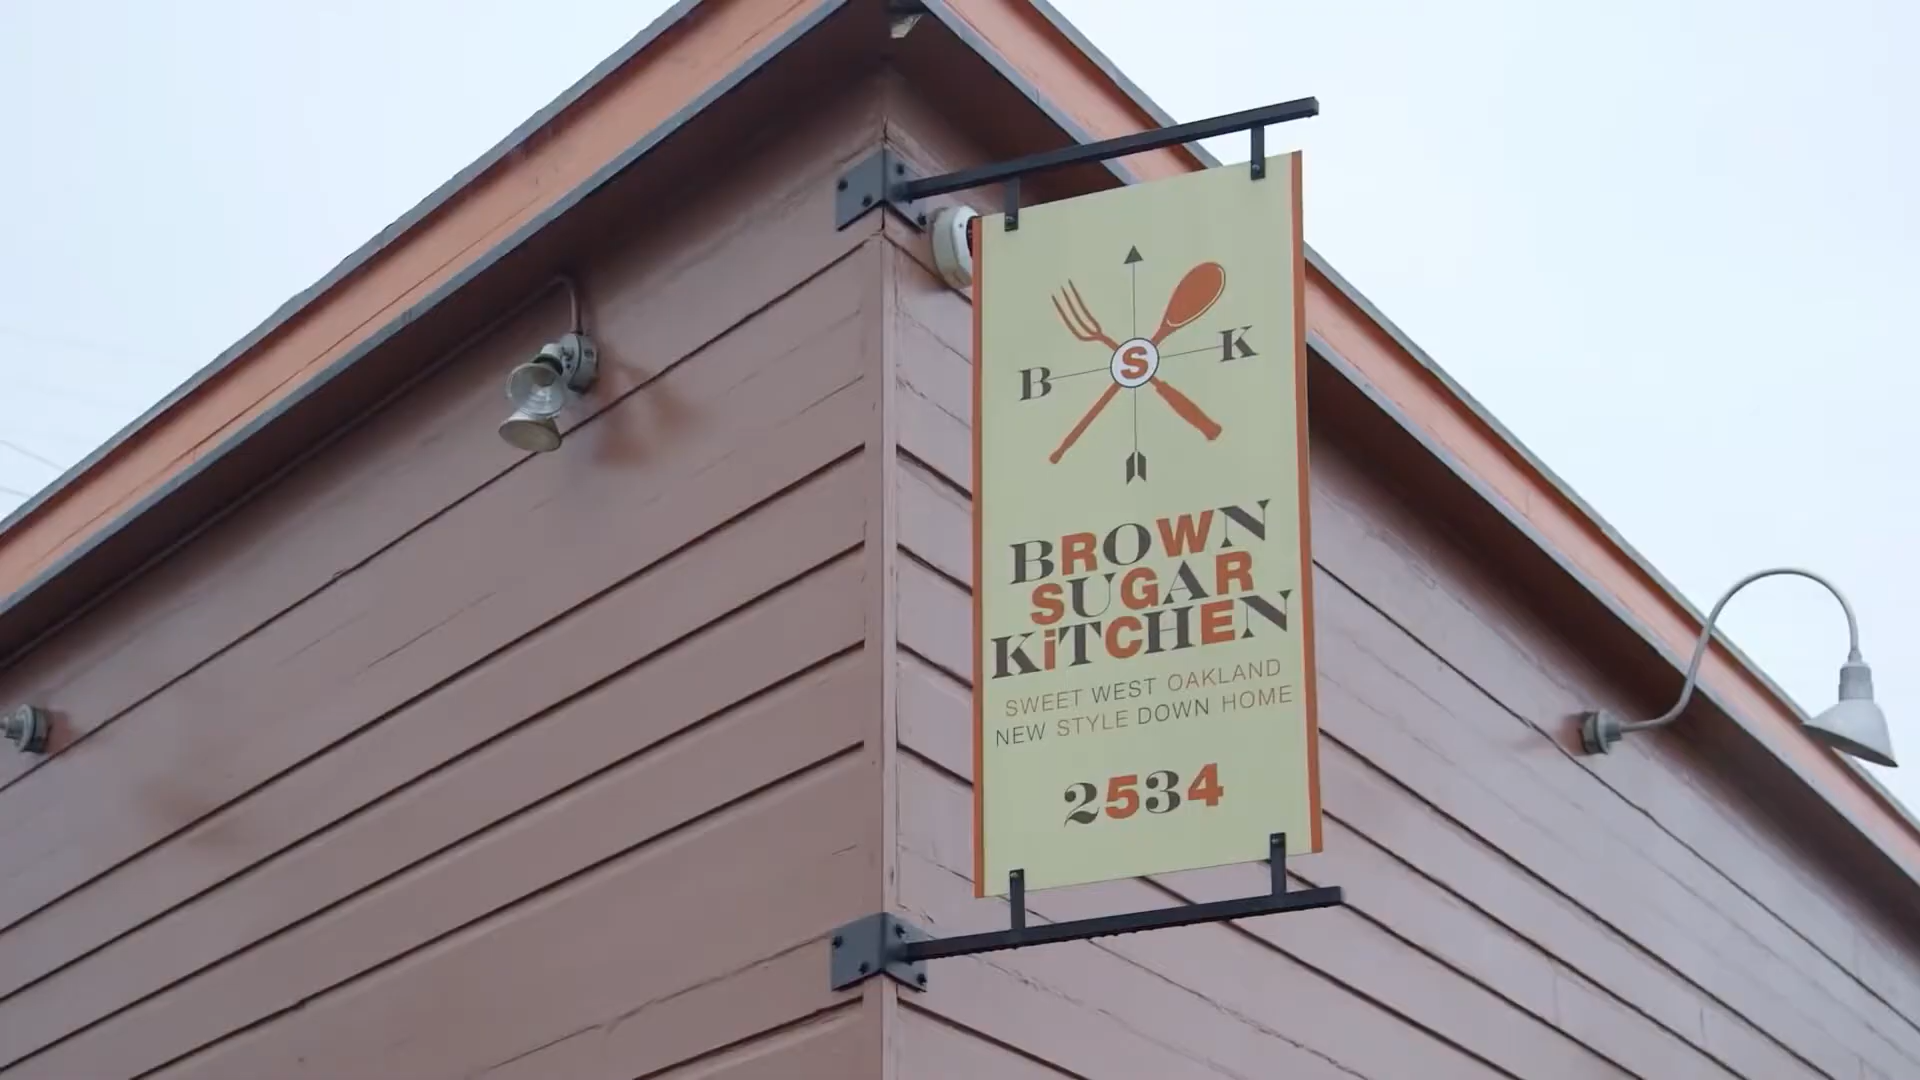 B S K
BROWN
SUGAR
KiTCHEN
SWEET WEST OAKLAND
NEW STYLE DOWN HOME
2534